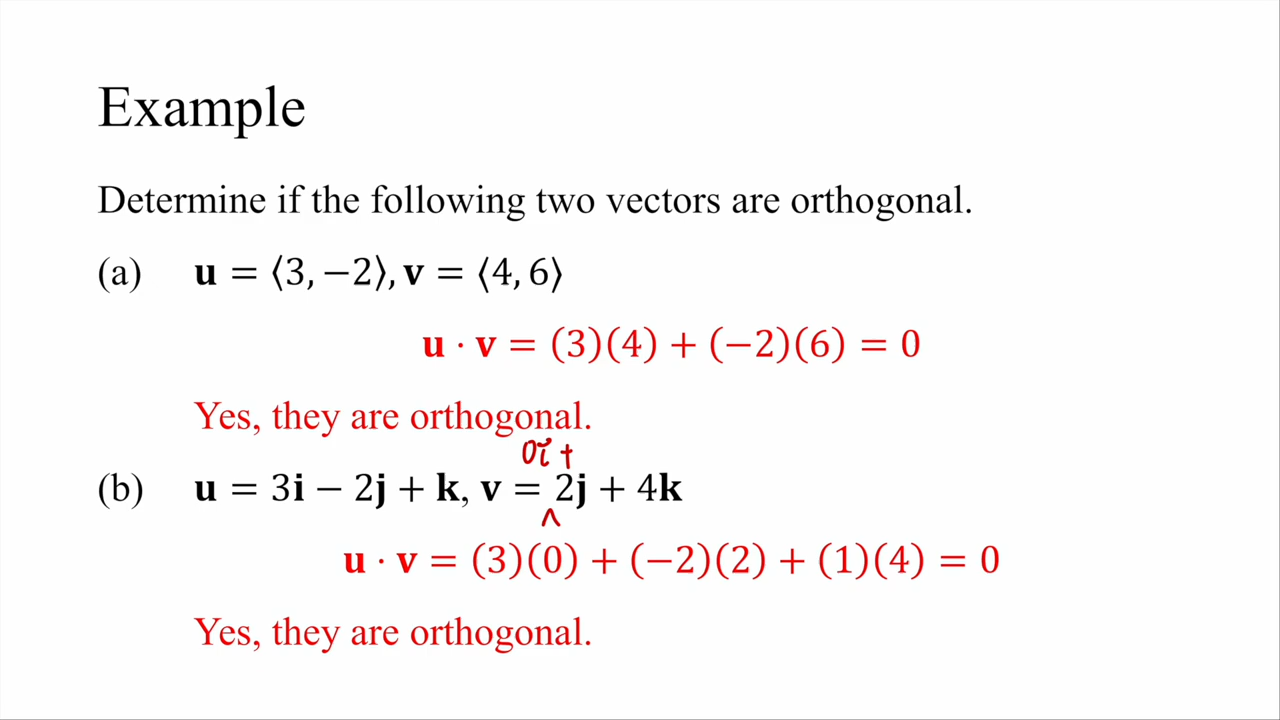 Example
Determine if the following two vectors are orthogonal.
(a) u = ⟨3, −2⟩, v = ⟨4, 6⟩
u · v = (3)(4) + (−2)(6) = 0
Yes, they are orthogonal.
0i +
(b) u = 3i − 2j + k, v = 2j + 4k
^
u · v = (3)(0) + (−2)(2) + (1)(4) = 0
Yes, they are orthogonal.